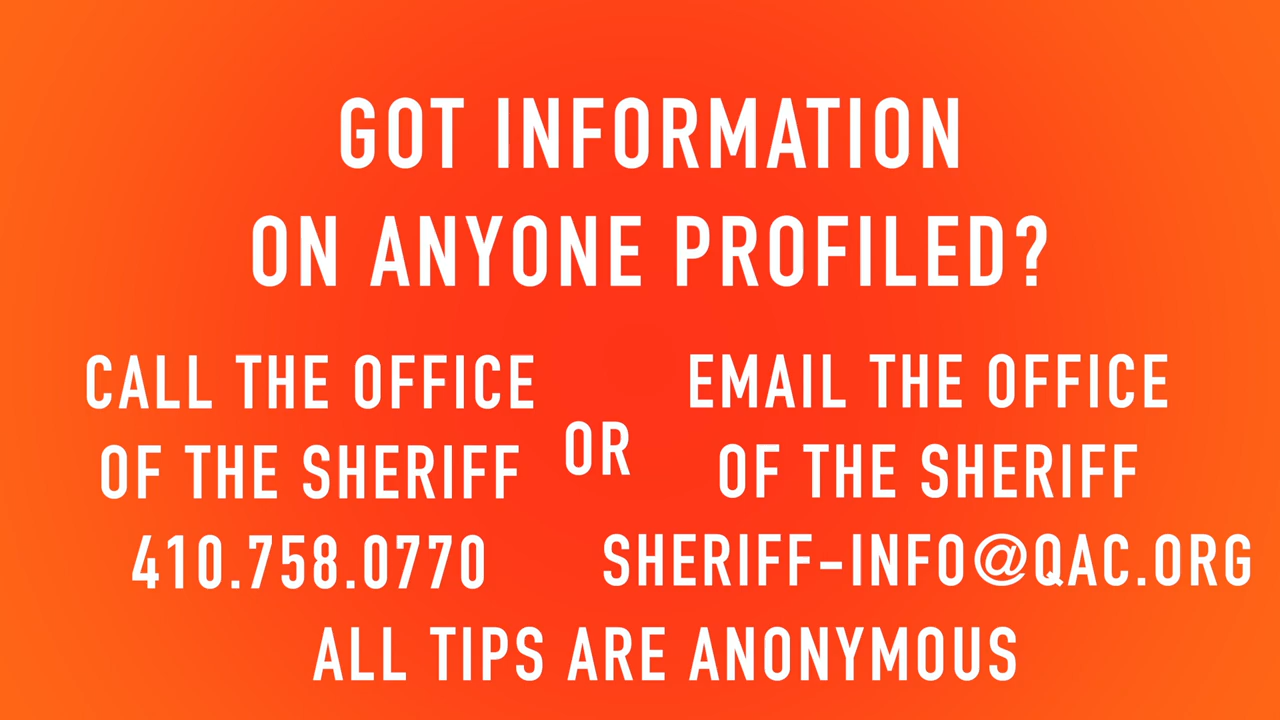 GOT INFORMATION
ON ANYONE PROFILED?
CALL THE OFFICE
OF THE SHERIFF
410.758.0770
OR
EMAIL THE OFFICE
OF THE SHERIFF
SHERIFF-INFO@QAC.ORG
ALL TIPS ARE ANONYMOUS